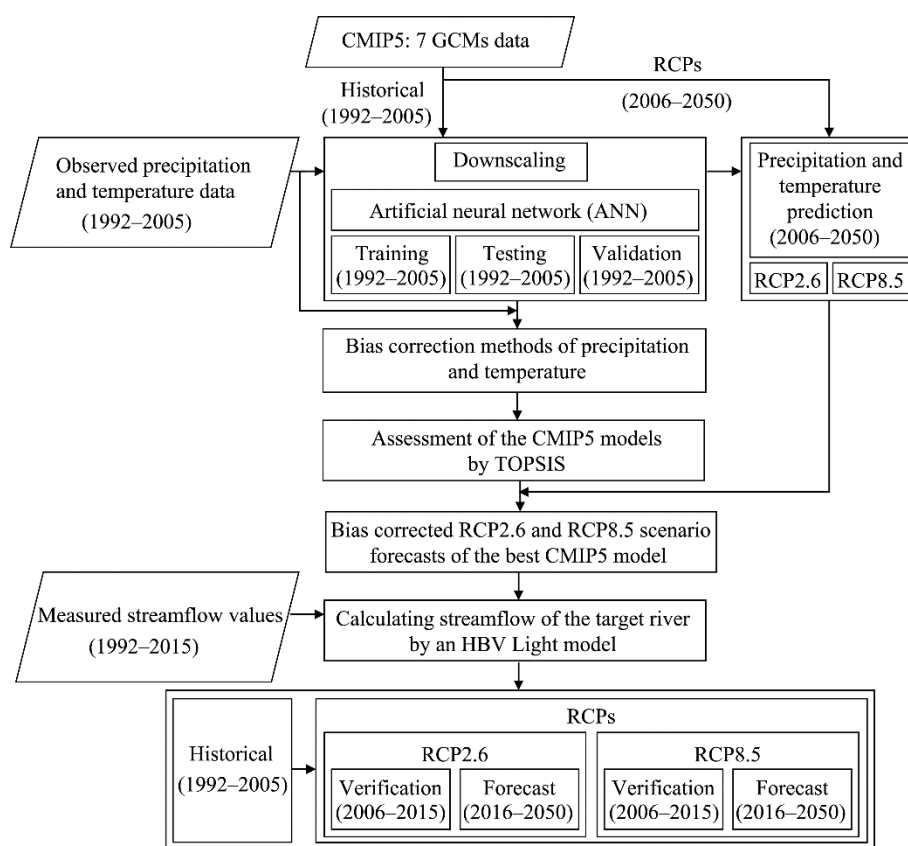 CMIP5: 7 GCMs data
RCPs
(2006–2050)
Historical
(1992–2005)
Observed precipitation
and temperature data
(1992–2005)
Downscaling
Artificial neural network (ANN)
Training
(1992–2005)
Testing
(1992–2005)
Validation
(1992–2005)
Precipitation and
temperature
prediction
(2006–2050)
RCP2.6
RCP8.5
Bias correction methods of precipitation
and temperature
Assessment of the CMIP5 models
by TOPSIS
Bias corrected RCP2.6 and RCP8.5 scenario
forecasts of the best CMIP5 model
Measured streamflow values
(1992–2015)
Calculating streamflow of the target river
by an HBV Light model
Historical
(1992–2005)
RCPs
RCP2.6
Verification
(2006–2015)
Forecast
(2016–2050)
RCP8.5
Verification
(2006–2015)
Forecast
(2016–2050)